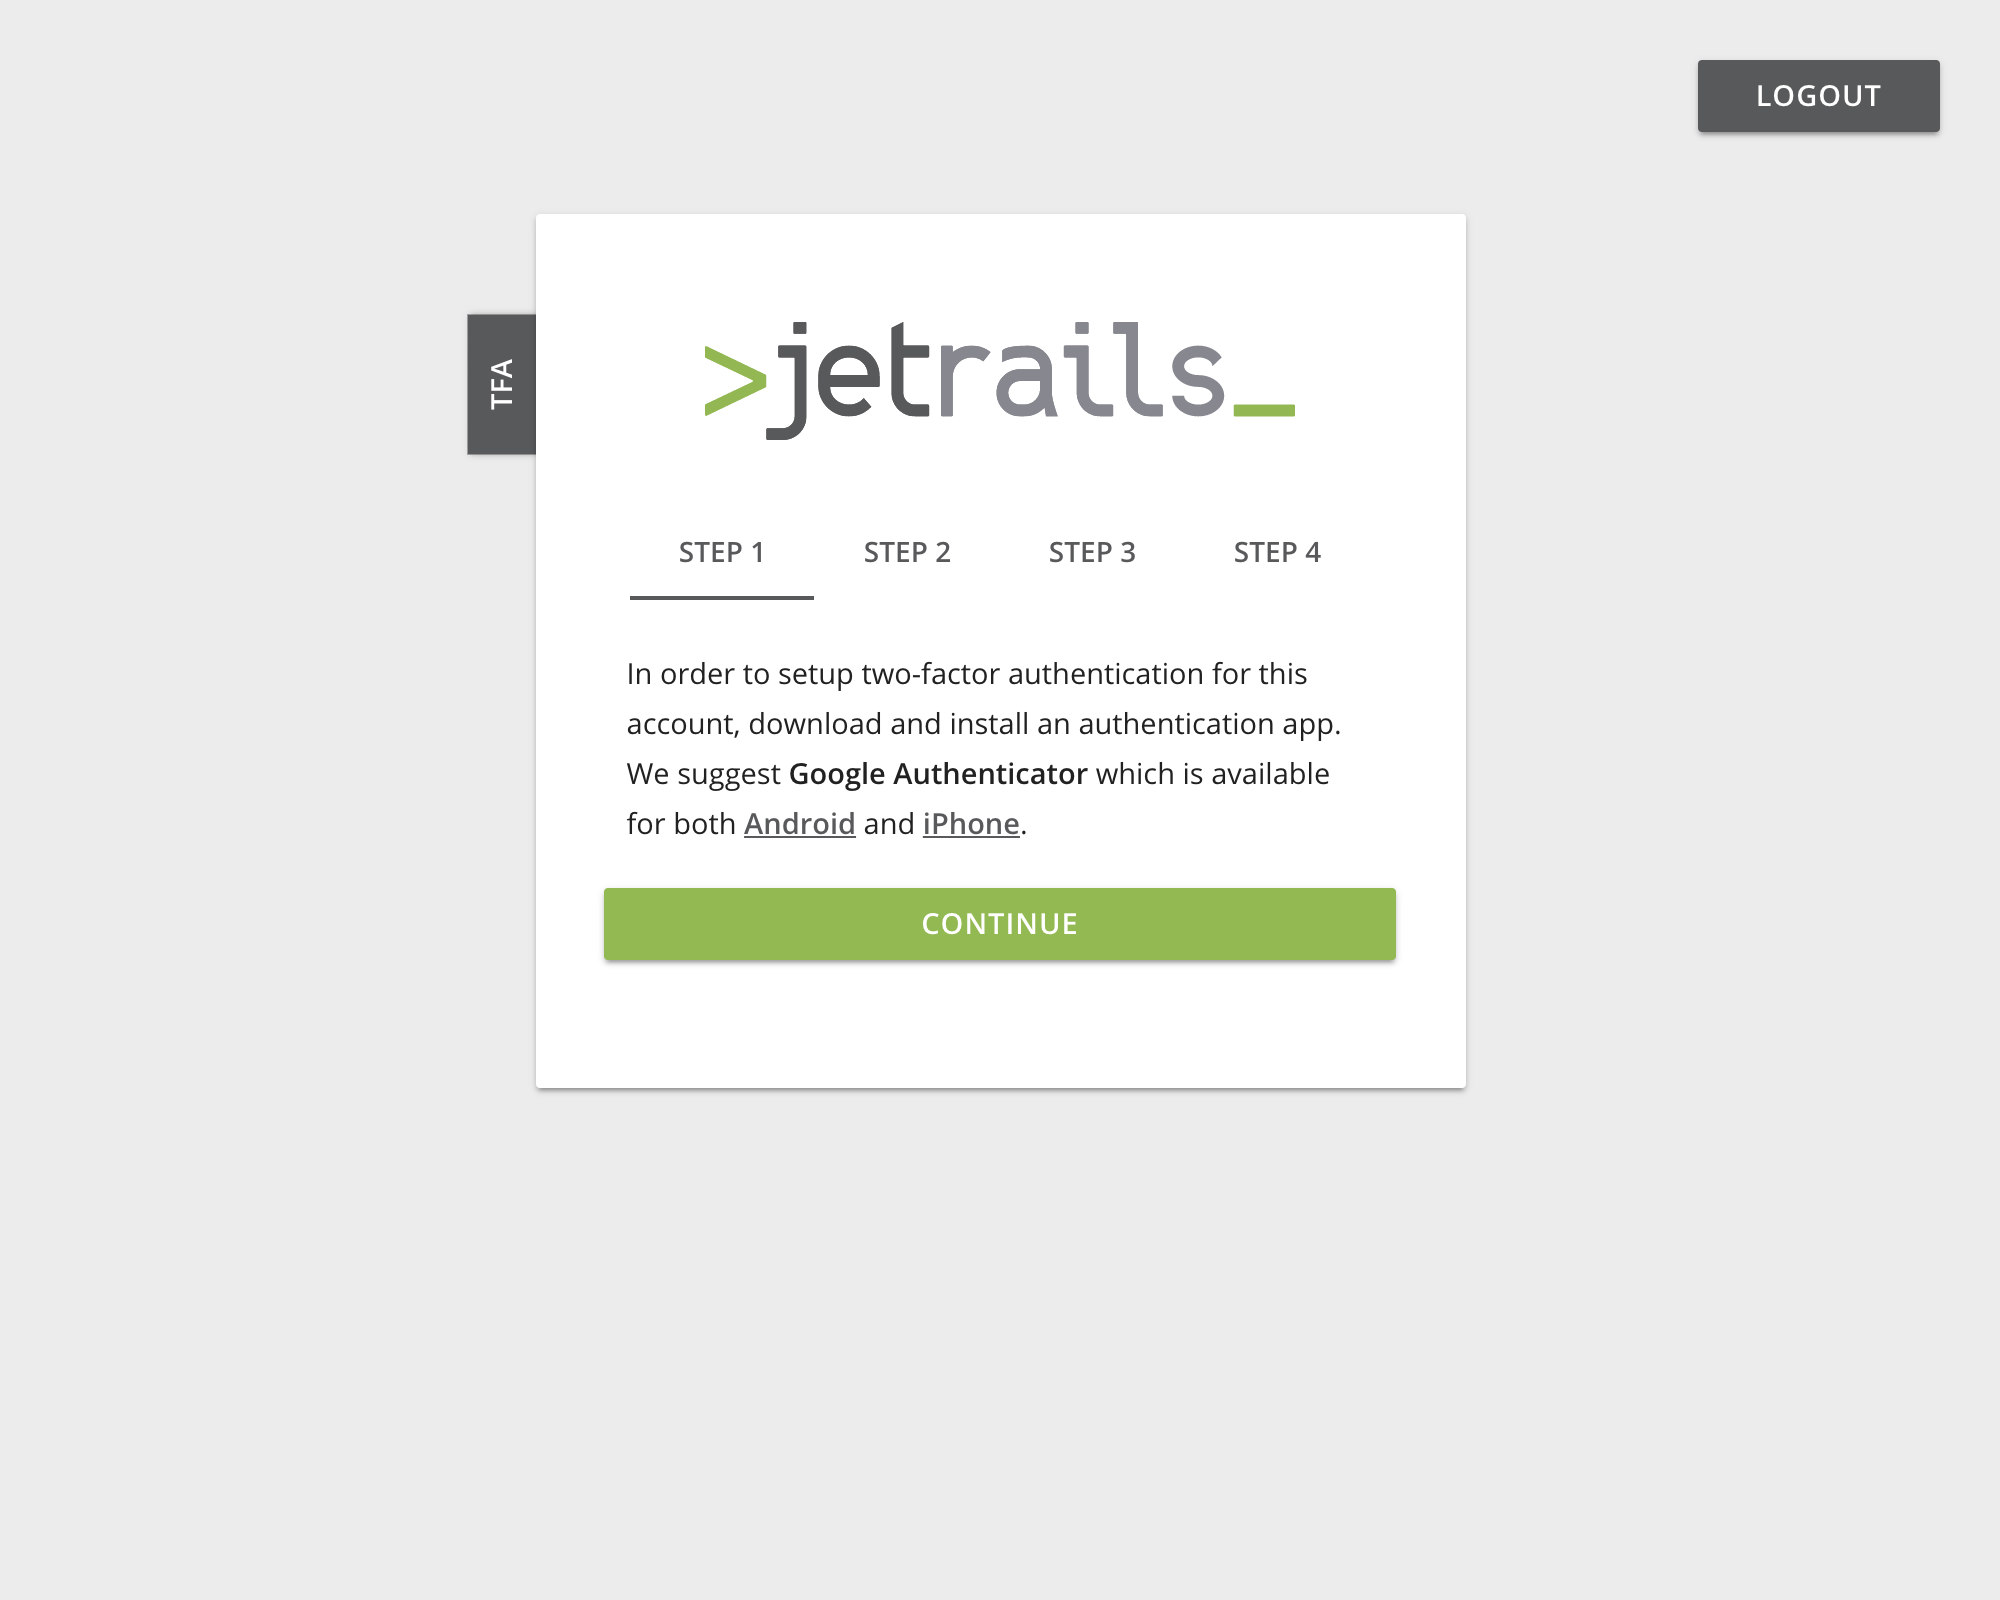 LOGOUT
TFA
>jetrails_
STEP 1 STEP 2 STEP 3 STEP 4
In order to setup two-factor authentication for this
account, download and install an authentication app.
We suggest Google Authenticator which is available
for both Android and iPhone.
CONTINUE